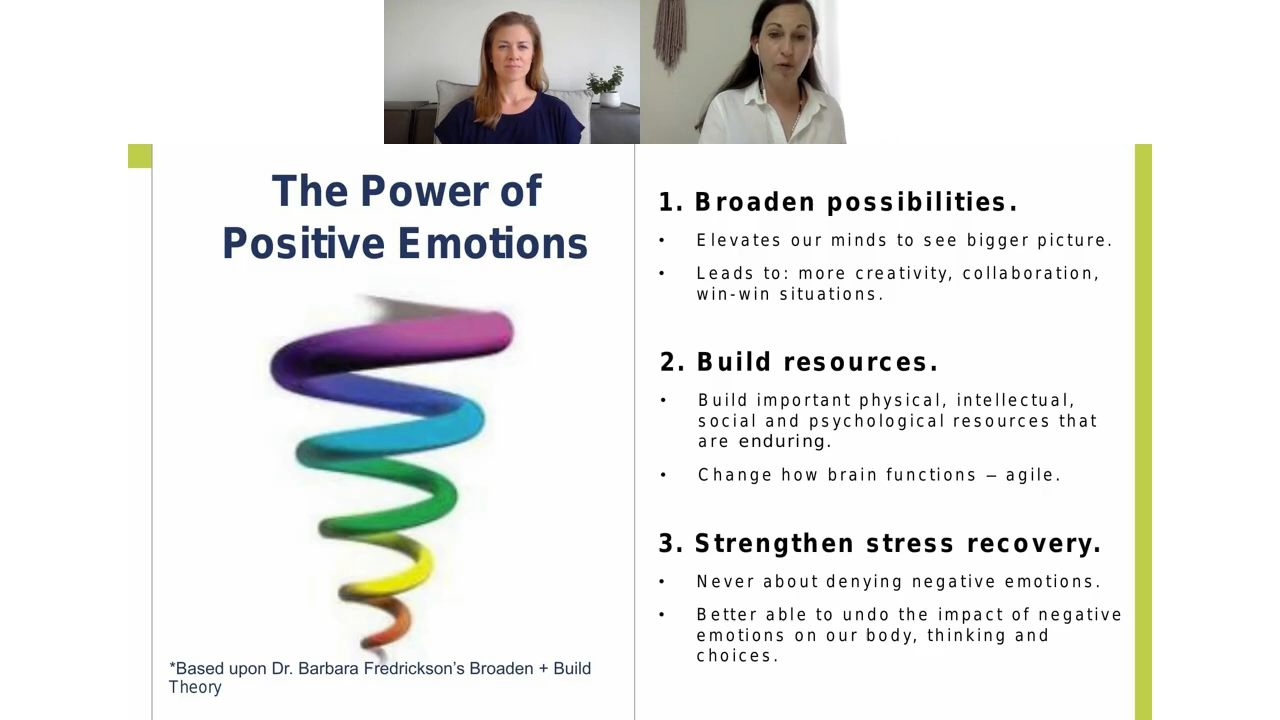 The Power of
Positive Emotions
*Based upon Dr. Barbara Fredrickson's Broaden + Build
Theory
1. Broaden possibilities.
• Elevates our minds to see bigger picture.
• Leads to: more creativity, collaboration,
win-win situations.
2. Build resources.
• Build important physical, intellectual,
social and psychological resources that
are enduring.
• Change how brain functions – agile.
3. Strengthen stress recovery.
• Never about denying negative emotions.
• Better able to undo the impact of negative
emotions on our body, thinking and
choices.